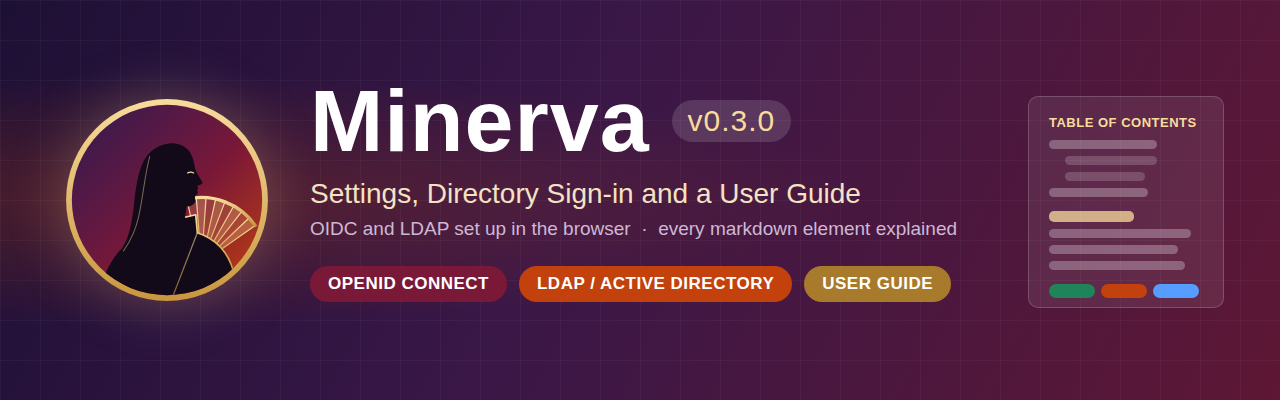 Minerva v0.3.0
Settings, Directory Sign-in and a User Guide
OIDC and LDAP set up in the browser · every markdown element explained
OPENID CONNECT LDAP / ACTIVE DIRECTORY USER GUIDE
TABLE OF CONTENTS